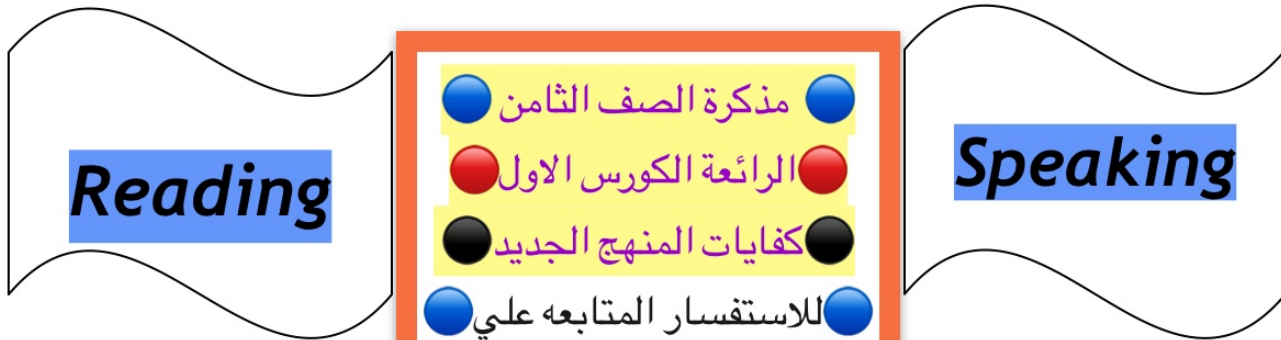 Reading
مذكرة الصف الثامن
الرائعة الكورس الاول
كفايات المنهج الجديد
للاستفسار المتابعه علي
Speaking